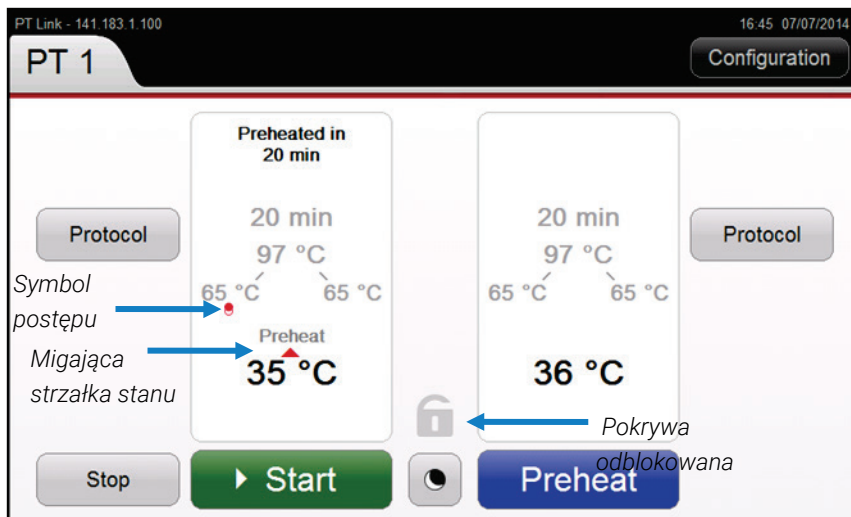 PT Link - 141.183.1.100
16:45 07/07/2014
PT 1
Configuration
Preheated in
20 min
20 min
97 °C
65 °C 65 °C
Preheat
35 °C
20 min
97 °C
65 °C 65 °C
36 °C
Protocol
Protocol
Symbol
postępu
Migająca
strzałka stanu
Pokrywa
odblokowana
Stop
Start
Preheat